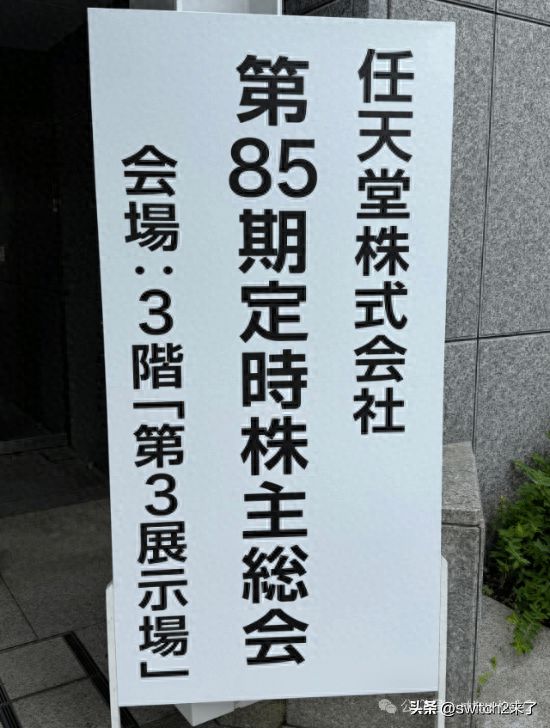 任天堂株式会社
第85期定時株主総会
会場:3階「第3展示場」
头条 @switch2来了